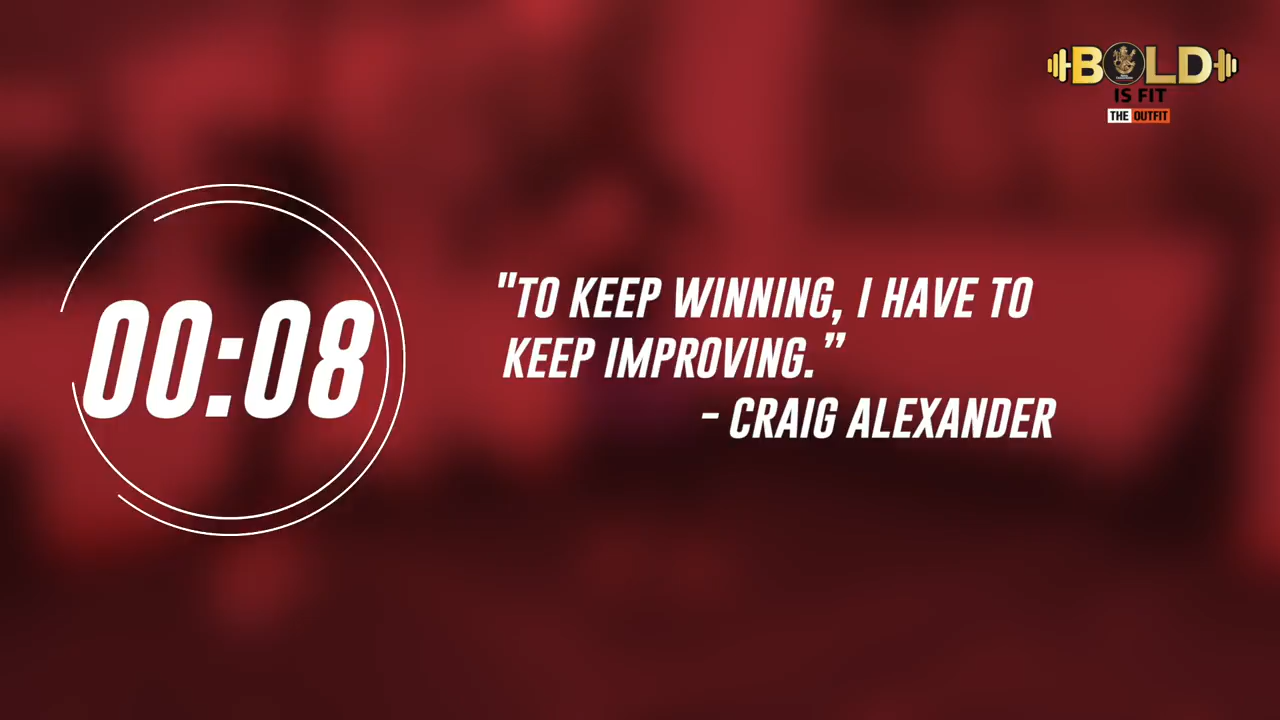 BOLD
IS FIT
THE OUTFIT
00:08
"TO KEEP WINNING, I HAVE TO
KEEP IMPROVING.”
- CRAIG ALEXANDER